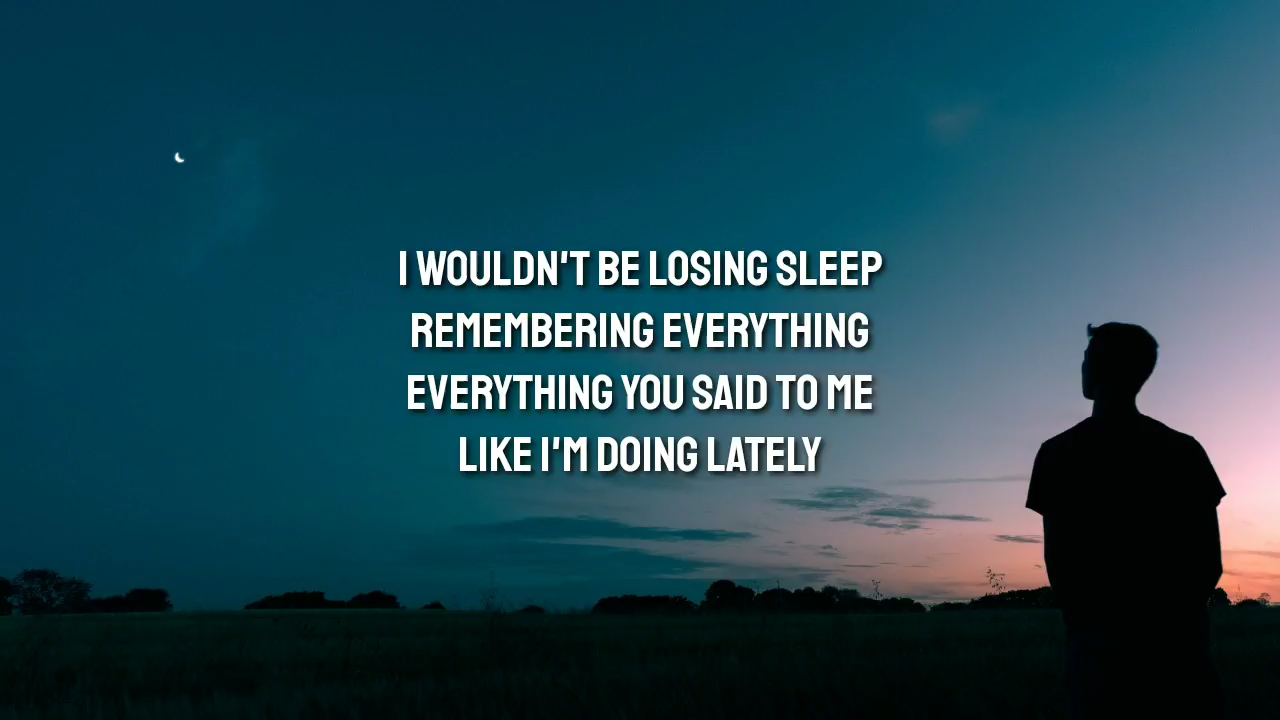 I WOULDN'T BE LOSING SLEEP
REMEMBERING EVERYTHING
EVERYTHING YOU SAID TO ME
LIKE I'M DOING LATELY